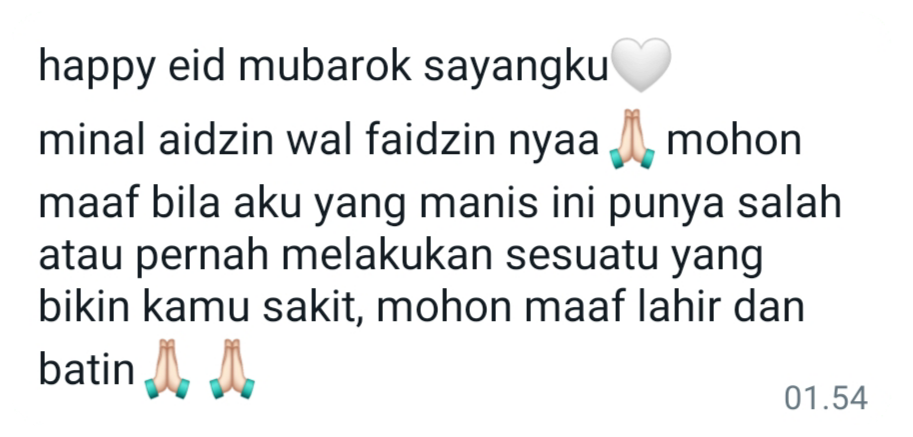 happy eid mubarok sayangku🤍
minal aidzin wal faidzin nyaa🙏🏻 mohon
maaf bila aku yang manis ini punya salah
atau pernah melakukan sesuatu yang
bikin kamu sakit, mohon maaf lahir dan
batin🙏🏻 🙏🏻
01.54